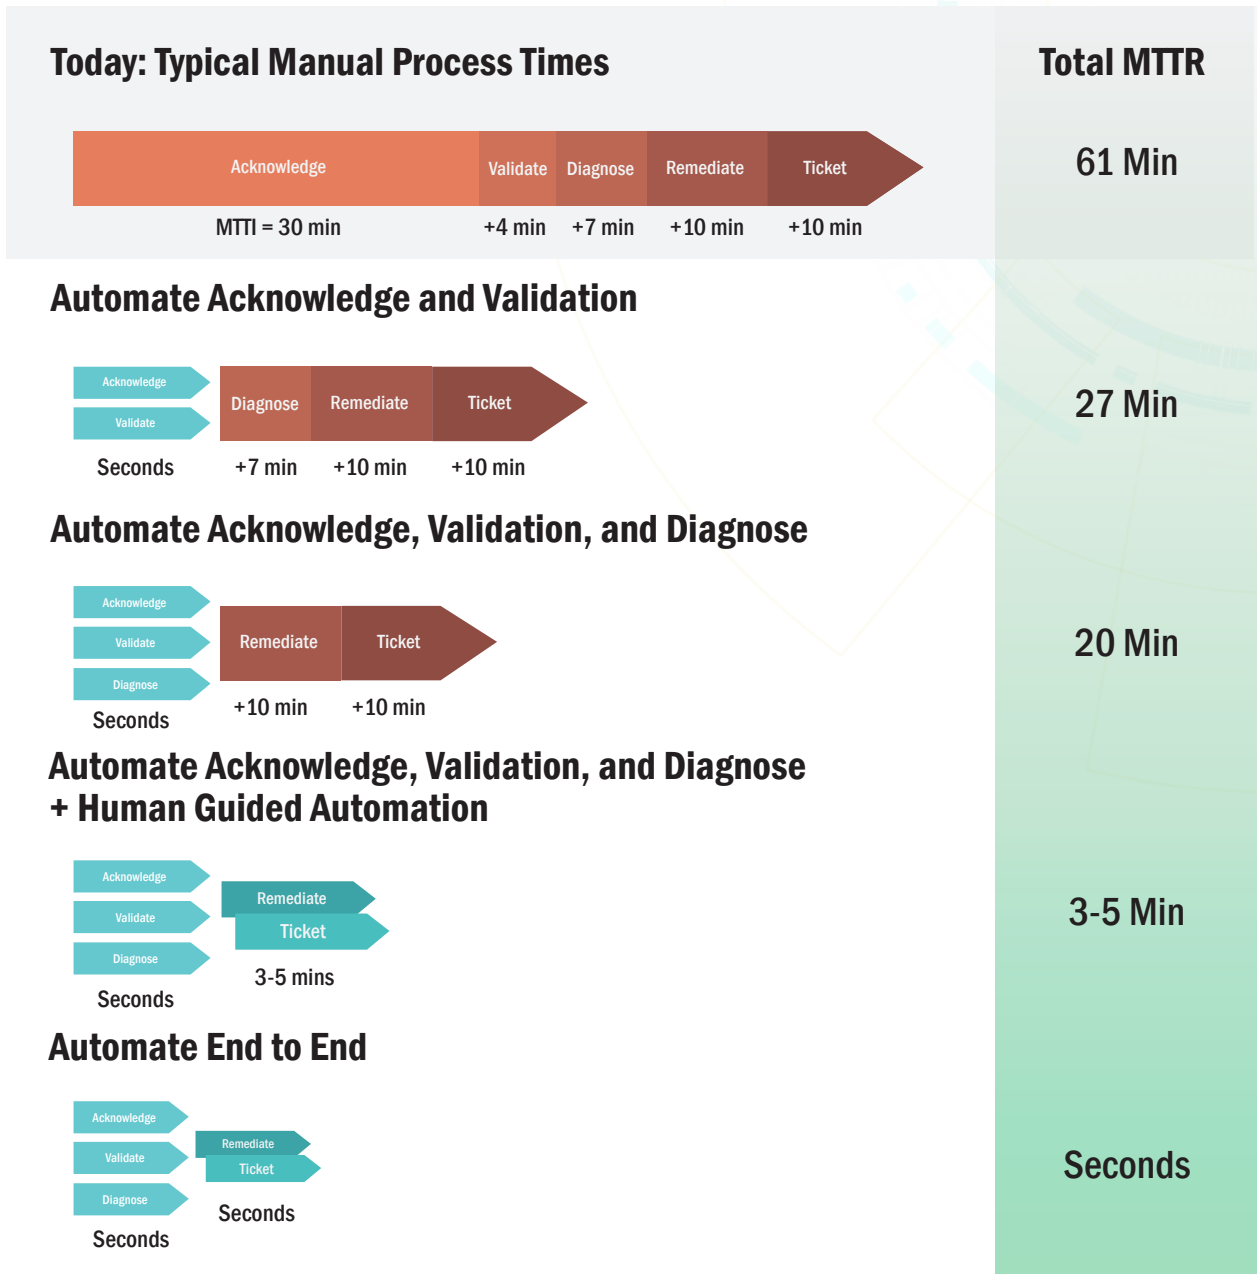 Today: Typical Manual Process Times
Total MTTR
Acknowledge
Validate
Diagnose
Remediate
Ticket
61 Min
MTTI = 30 min
+4 min
+7 min
+10 min
+10 min
Automate Acknowledge and Validation
Acknowledge
Validate
Diagnose
Remediate
Ticket
27 Min
Seconds
+7 min
+10 min
+10 min
Automate Acknowledge, Validation, and Diagnose
Acknowledge
Validate
Diagnose
Remediate
Ticket
20 Min
Seconds
+10 min
+10 min
Automate Acknowledge, Validation, and Diagnose
+ Human Guided Automation
Acknowledge
Validate
Diagnose
Remediate
Ticket
3-5 Min
Seconds
3-5 mins
Automate End to End
Acknowledge
Validate
Diagnose
Remediate
Ticket
Seconds
Seconds
Seconds